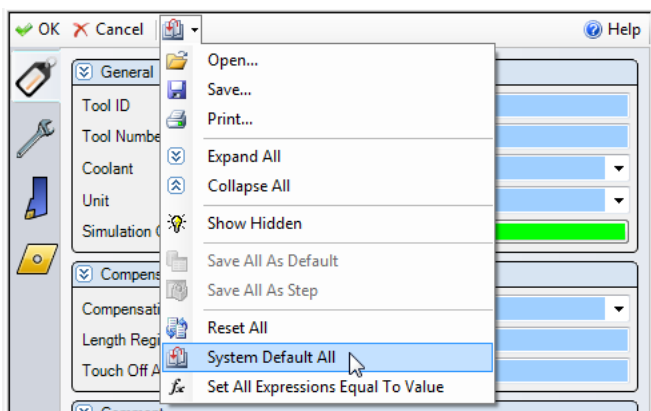 OK Cancel Help
General
Tool ID
Tool Numbe
Coolant
Unit
Simulation
Compens
Compensati
Length Regi
Touch Off A
Open...
Save...
Print...
Expand All
Collapse All
Show Hidden
Save All As Default
Save All As Step
Reset All
System Default All
fx Set All Expressions Equal To Value